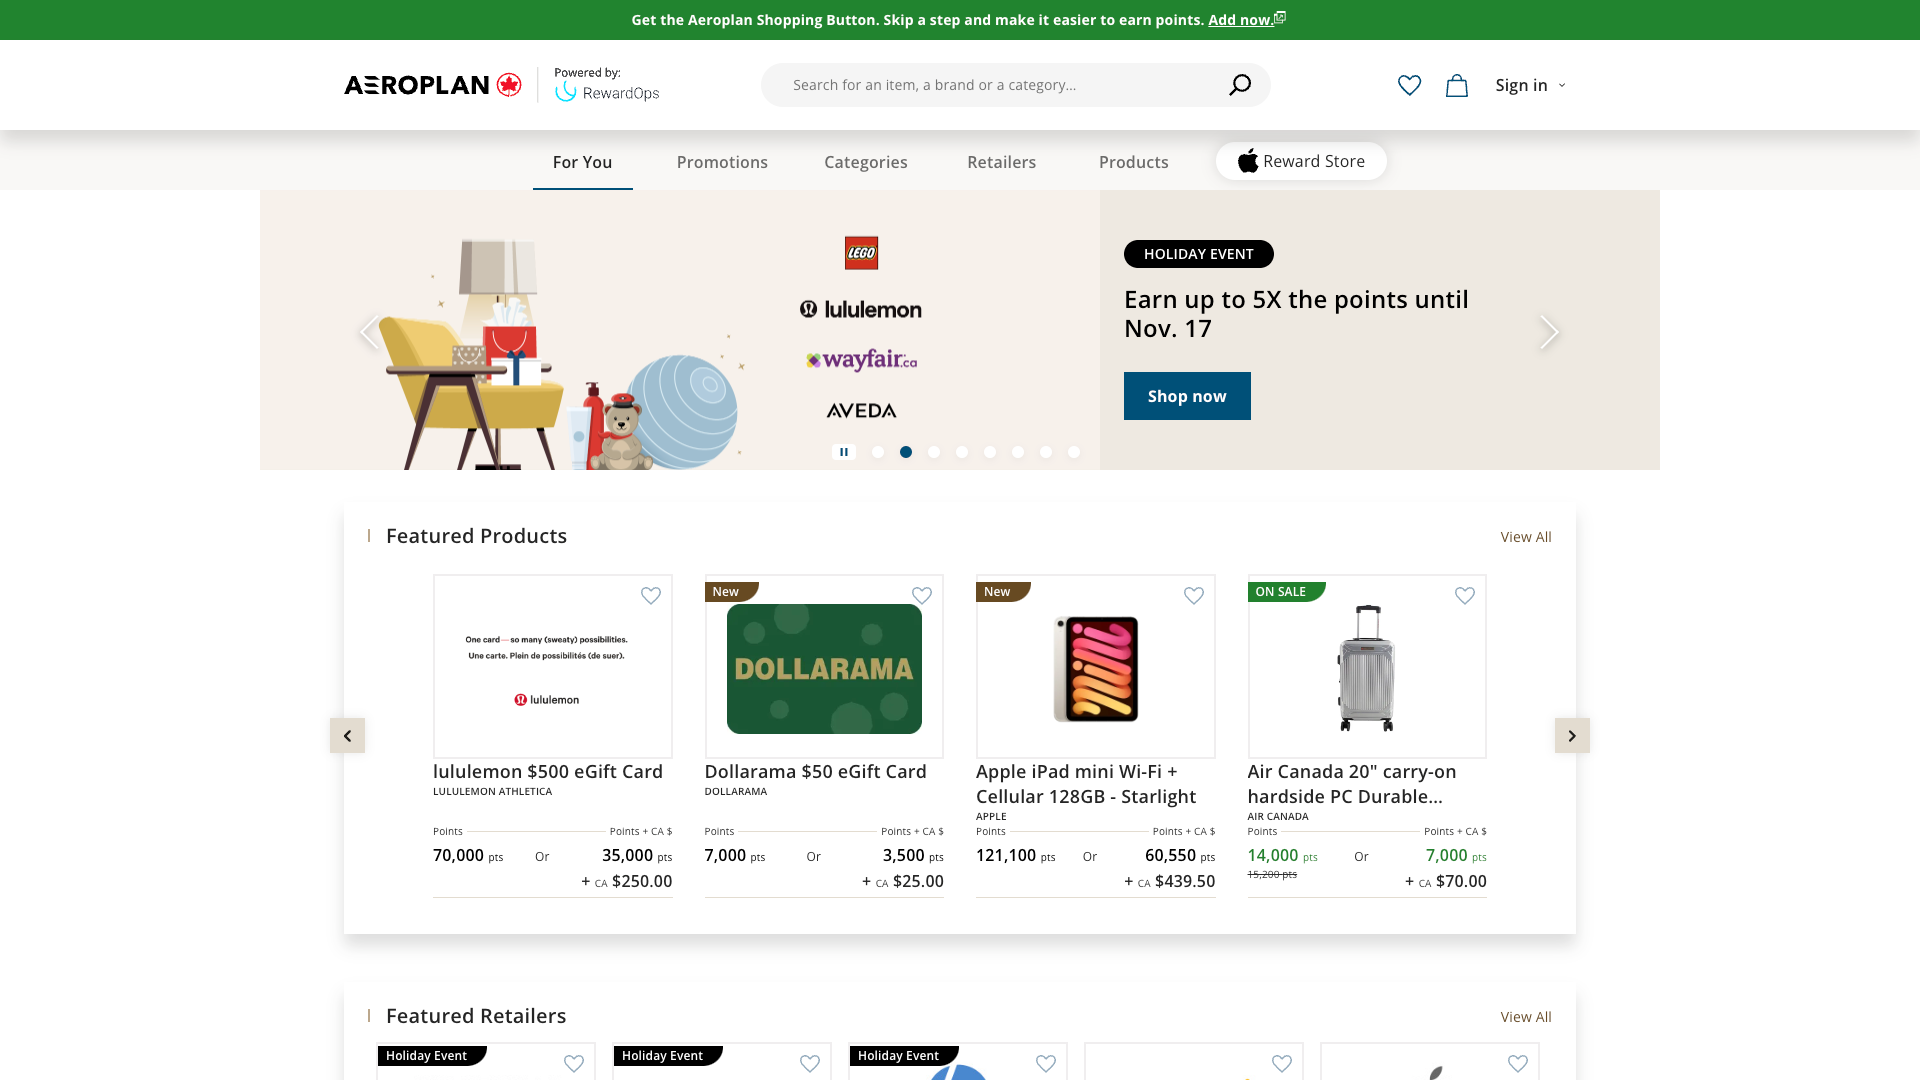 Get the Aeroplan Shopping Button. Skip a step and make it easier to earn points. Add now.
AEROPLAN
Powered by:
RewardOps
Search for an item, a brand or a category...
Sign in
For You
Promotions
Categories
Retailers
Products
Reward Store
LEGO
lululemon
wayfair.ca
AVEDA
HOLIDAY EVENT
Earn up to 5X the points until
Nov. 17
Shop now
Featured Products
View All
One card—so many (sweaty) possibilities.
Une carte. Plein de possibilités (de suer).
lululemon
lululemon $500 eGift Card
LULULEMON ATHLETICA
Points
Points + CA $
70,000 pts
Or
35,000 pts
+ CA $250.00
New
DOLLARAMA
Dollarama $50 eGift Card
DOLLARAMA
Points
Points + CA $
7,000 pts
Or
3,500 pts
+ CA $25.00
New
Apple iPad mini Wi-Fi +
Cellular 128GB - Starlight
APPLE
Points
Points + CA $
121,100 pts
Or
60,550 pts
+ CA $439.50
ON SALE
Air Canada 20" carry-on
hardside PC Durable...
AIR CANADA
Points
Points + CA $
14,000 pts
15,200 pts
Or
7,000 pts
+ CA $70.00
Featured Retailers
View All
Holiday Event
Holiday Event
Holiday Event